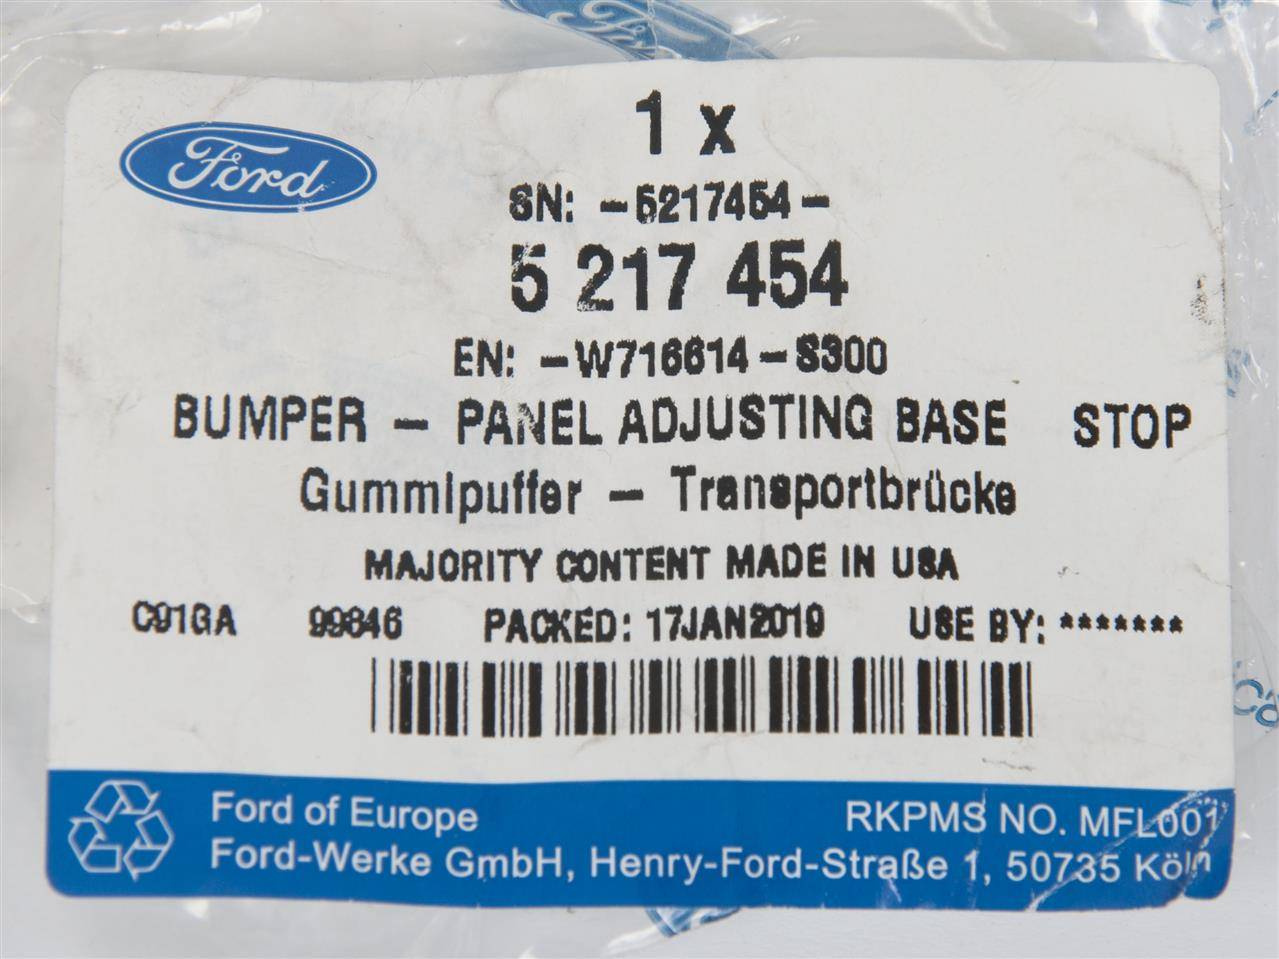 Ford
1 x
SN: -5217454-
5 217 454
EN: -W716614-S300
BUMPER - PANEL ADJUSTING BASE STOP
Gummipuffer - Transportbrücke
MAJORITY CONTENT MADE IN USA
C91GA 99846 PACKED: 17JAN2019 USE BY: *******
Ford of Europe RKPMS NO. MFL001
Ford-Werke GmbH, Henry-Ford-Straße 1, 50735 Köln